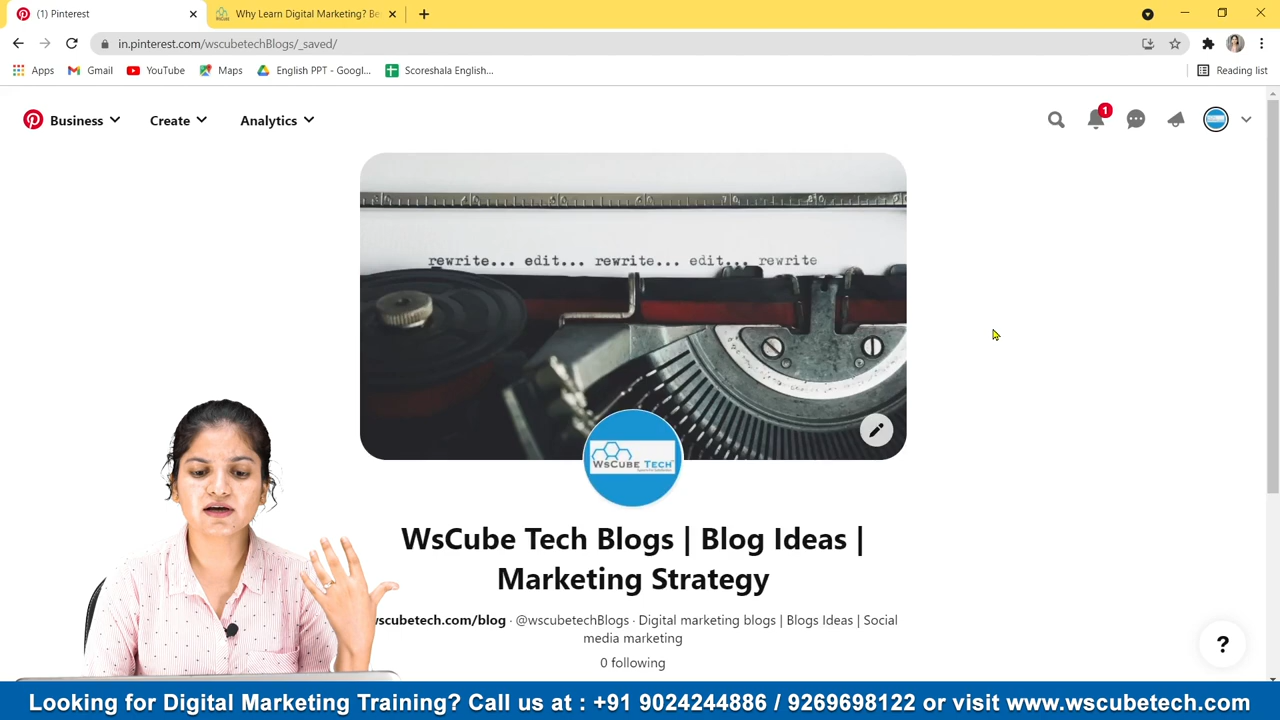 (1) Pinterest
Why Learn Digital Marketing? Be
in.pinterest.com/wscubetechBlogs/_saved/
Apps Gmail YouTube Maps English PPT - Googl... Scoreshala English... Reading list
Business Create Analytics 1
rewrite... edit... rewrite... edit... rewrite
WsCube Tech
WsCube Tech Blogs | Blog Ideas |
Marketing Strategy
wscubetech.com/blog · @wscubetechBlogs · Digital marketing blogs | Blogs Ideas | Social
media marketing
0 following
?
Looking for Digital Marketing Training? Call us at : +91 9024244886 / 9269698122 or visit www.wscubetech.com